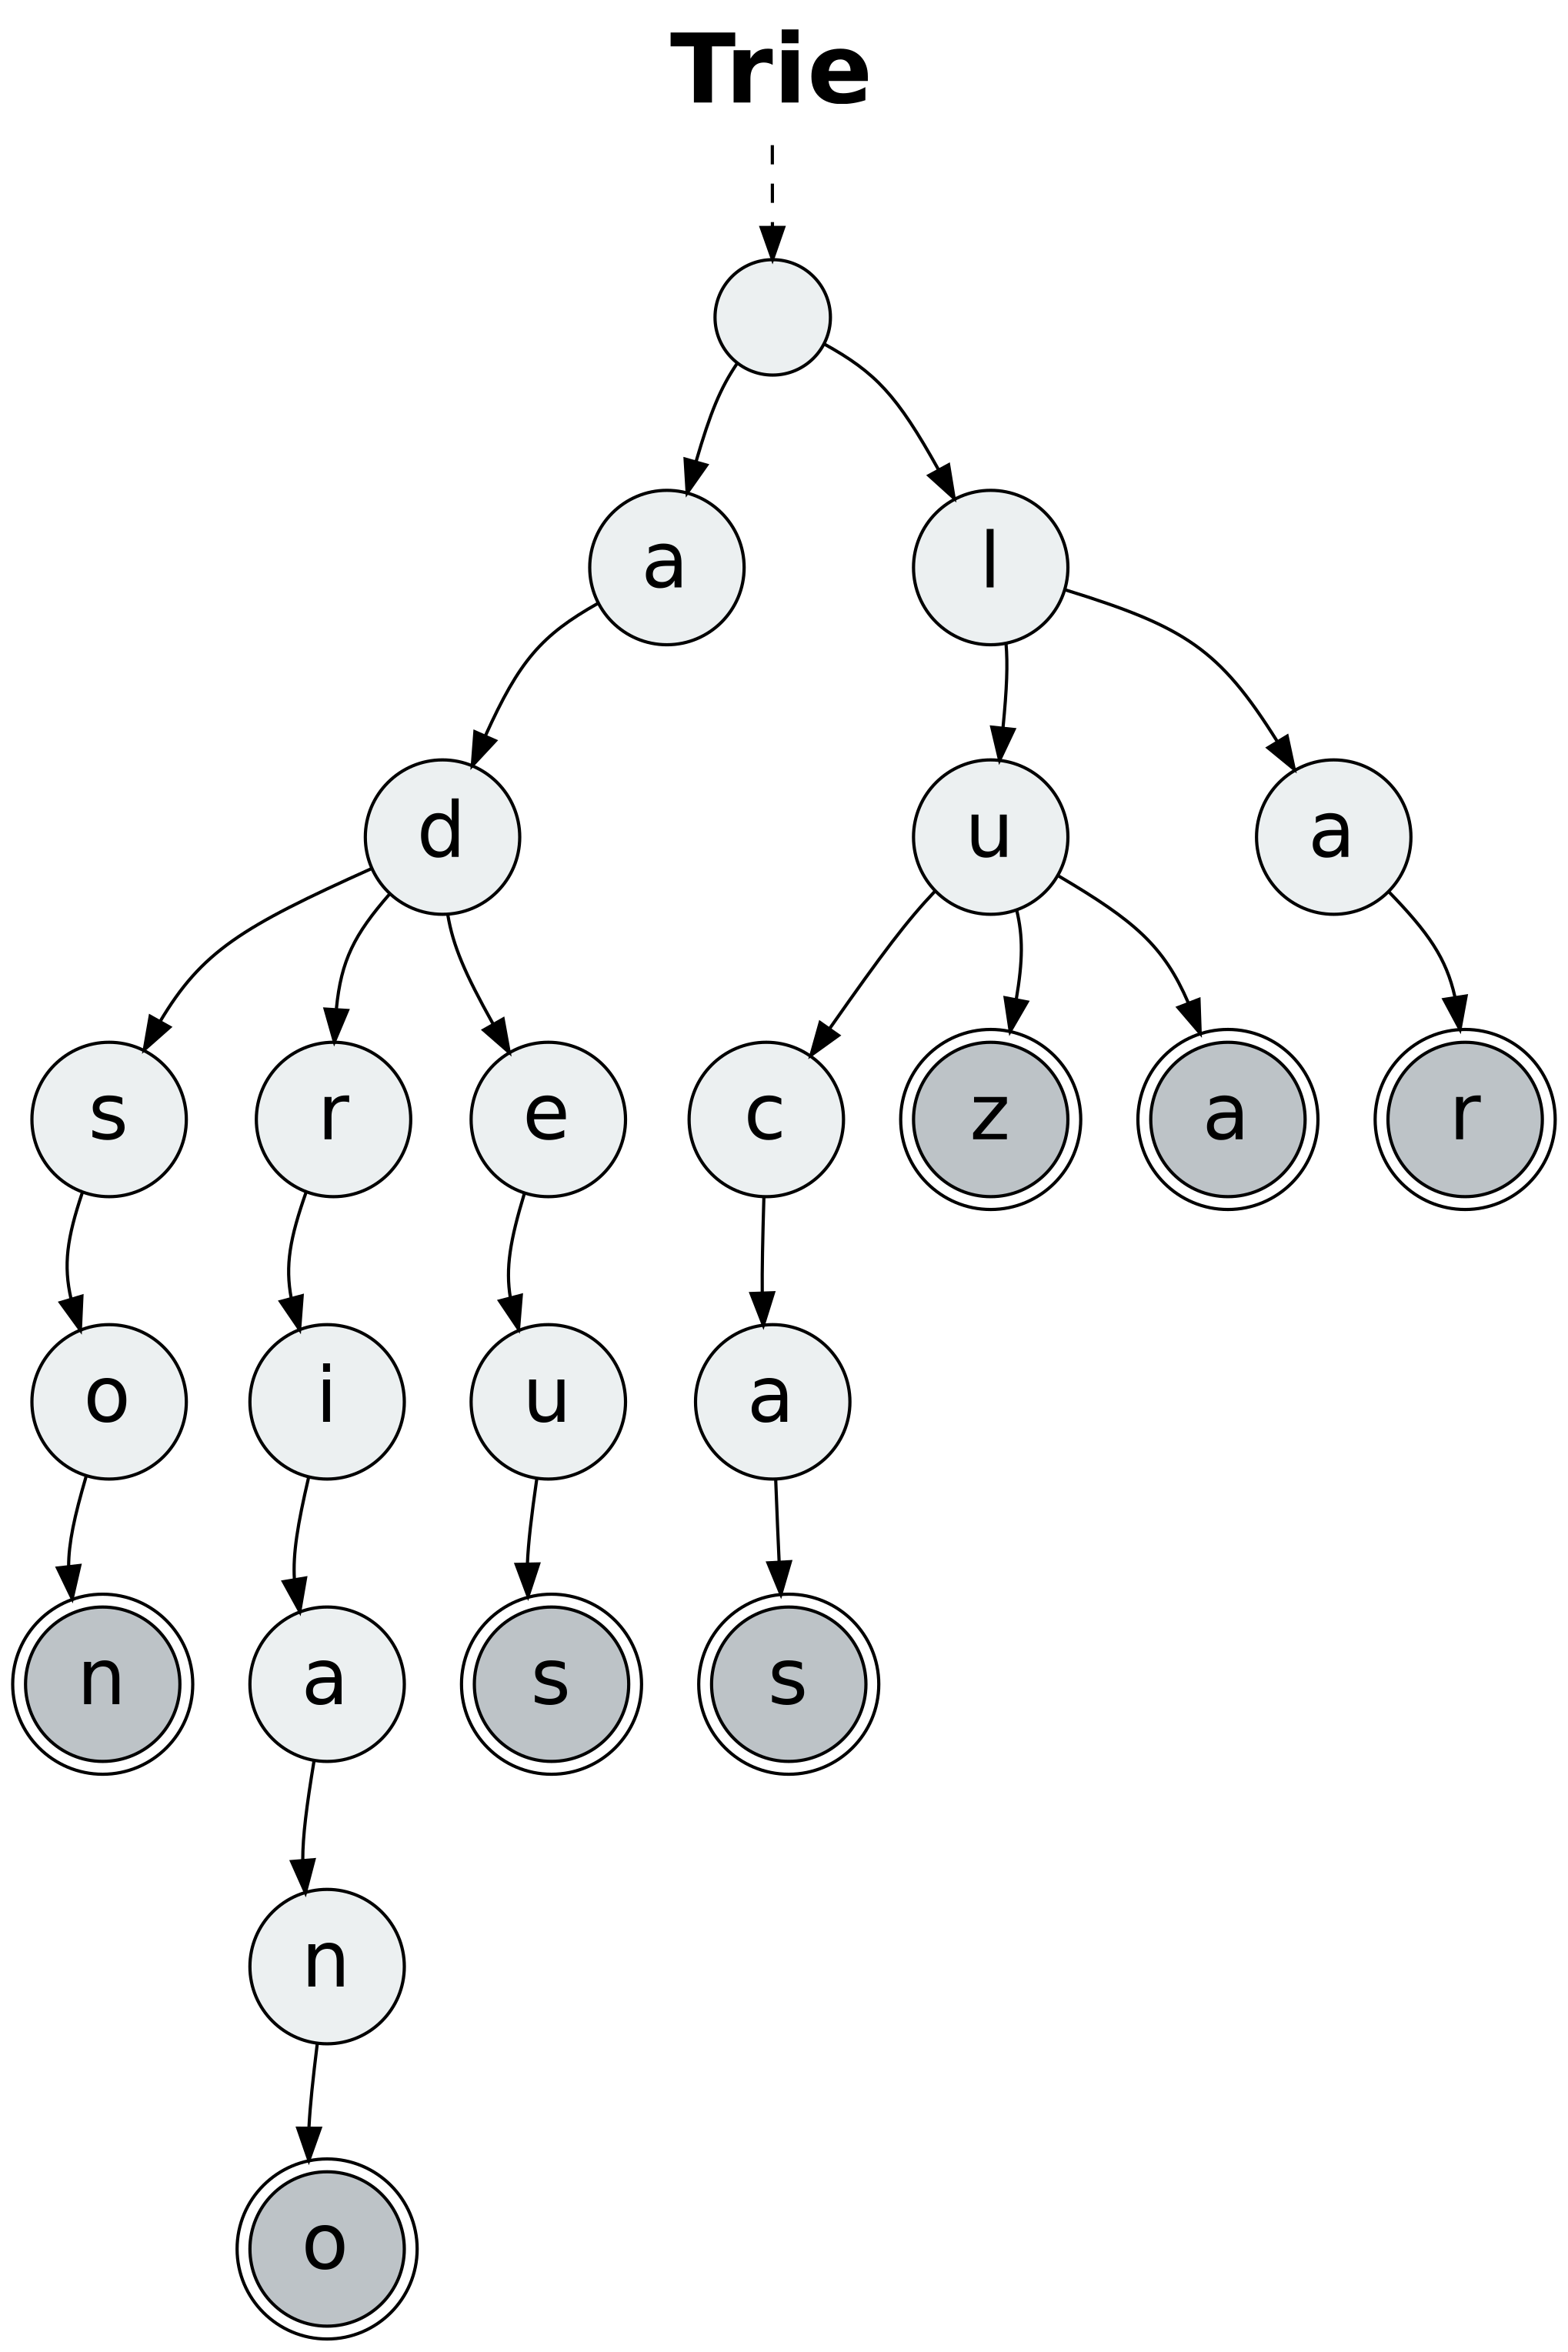 Trie
a l
d u a
s r e c z a r
o i u a
n a s s
n
o